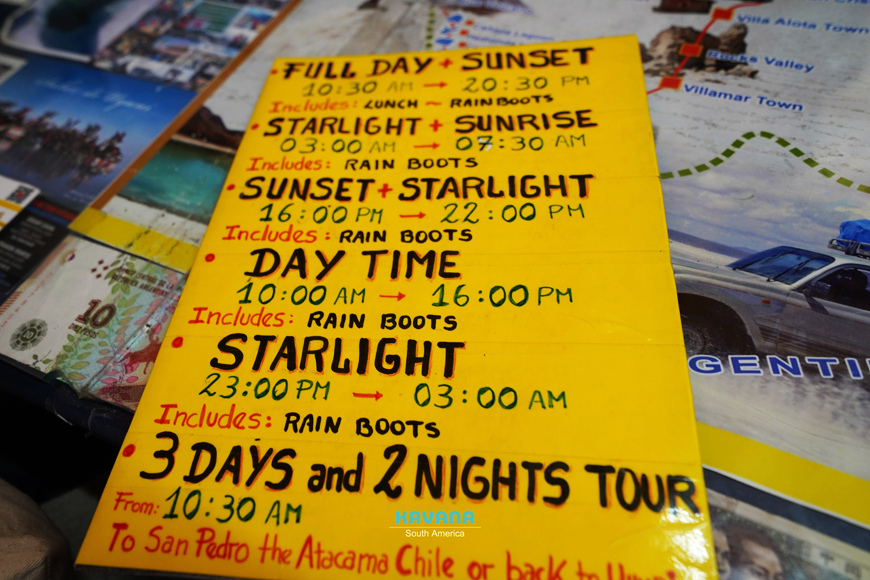 • FULL DAY + SUNSET
10:30 AM → 20:30 PM
Includes: LUNCH ~ RAIN BOOTS
• STARLIGHT + SUNRISE
03:00 AM → 07:30 AM
Includes: RAIN BOOTS
• SUNSET + STARLIGHT
16:00 PM → 22:00 PM
Includes: RAIN BOOTS
• DAY TIME
10:00 AM → 16:00 PM
Includes: RAIN BOOTS
• STARLIGHT
23:00 PM → 03:00 AM
Includes: RAIN BOOTS
• 3 DAYS and 2 NIGHTS TOUR
From: 10:30 AM
To San Pedro the Atacama Chile or back to
KAVANA
South America
Villa Alota Town
Rocks Valley
Villamar Town
GENTI
10